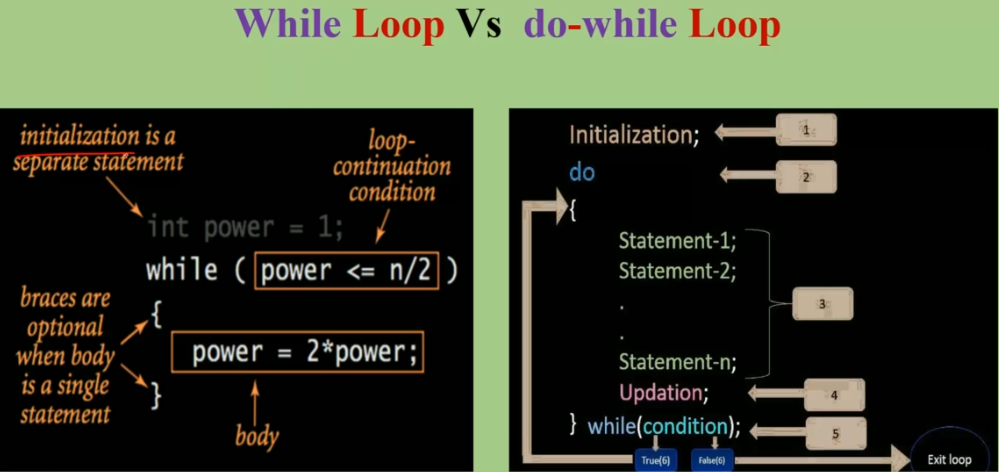 While Loop Vs do-while Loop
initialization is a
separate statement
loop-
continuation
condition
int power = 1;
while ( power <= n/2 )
braces are
optional
when body
is a single
statement
{
power = 2*power;
}
body
Initialization;
1
do
2
{
Statement-1;
Statement-2;
.
.
Statement-n;
3
Updation;
4
} while(condition);
5
True(6)
False(6)
Exit loop